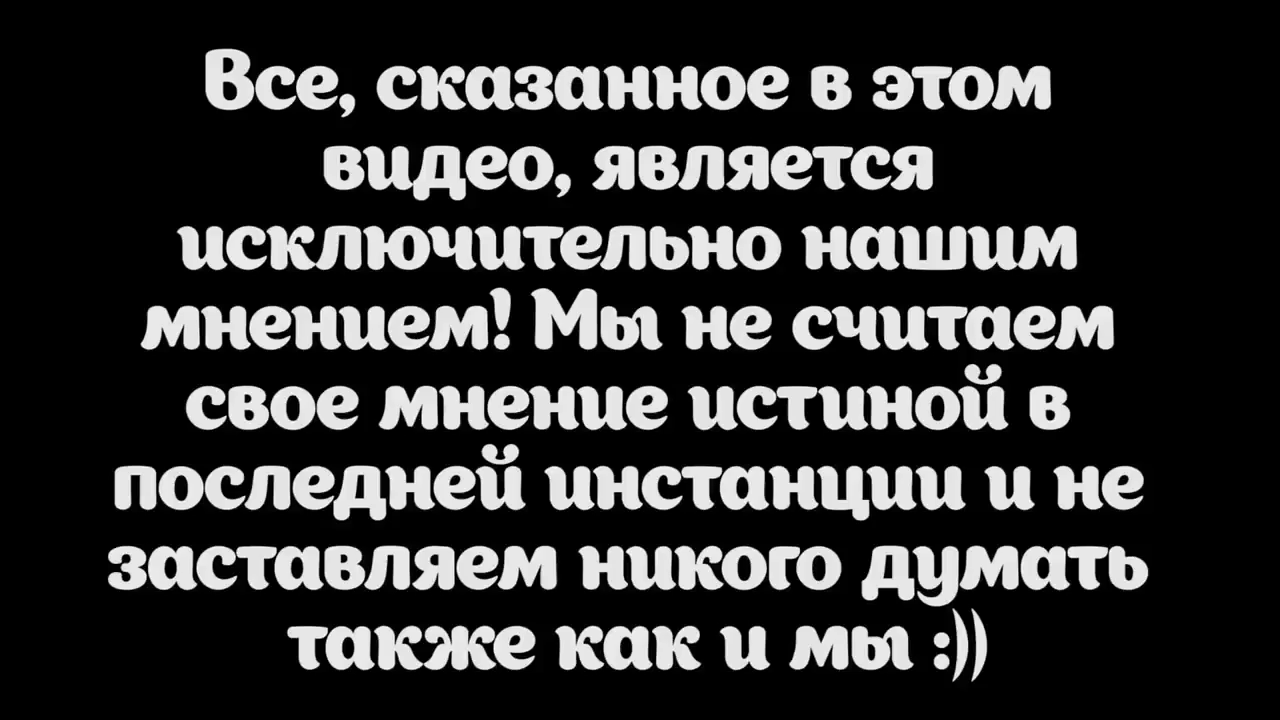 Все, сказанное в этом
видео, является
исключительно нашим
мнением! Мы не считаем
свое мнение истиной в
последней инстанции и не
заставляем никого думать
также как и мы :))